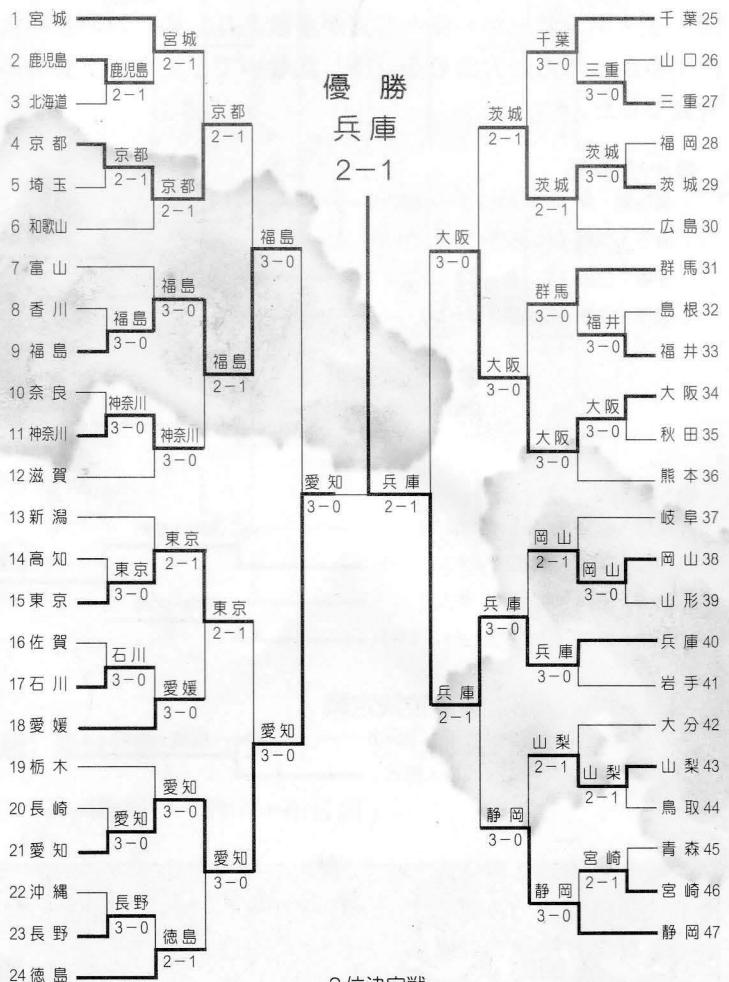 優勝
兵庫
2−1
1 宮城
2 鹿児島
3 北海道
4 京都
5 埼玉
6 和歌山
7 富山
8 香川
9 福島
10 奈良
11 神奈川
12 滋賀
13 新潟
14 高知
15 東京
16 佐賀
17 石川
18 愛媛
19 栃木
20 長崎
21 愛知
22 沖縄
23 長野
24 徳島
鹿児島
2−1
京都
2−1
福島
3−0
神奈川
3−0
東京
3−0
石川
3−0
愛知
3−0
長野
3−0
宮城
2−1
京都
2−1
福島
3−0
神奈川
3−0
東京
2−1
愛媛
3−0
愛知
3−0
徳島
2−1
京都
2−1
福島
2−1
東京
2−1
愛知
3−0
福島
3−0
愛知
3−0
愛知
3−0
兵庫
2−1
大阪
3−0
兵庫
2−1
茨城
2−1
大阪
3−0
兵庫
3−0
静岡
3−0
千葉
3−0
茨城
2−1
群馬
3−0
大阪
3−0
岡山
2−1
兵庫
3−0
山梨
2−1
静岡
3−0
三重
3−0
茨城
3−0
福井
3−0
大阪
3−0
岡山
3−0
山梨
2−1
宮崎
2−1
千葉 25
山口 26
三重 27
福岡 28
茨城 29
広島 30
群馬 31
島根 32
福井 33
大阪 34
秋田 35
熊本 36
岐阜 37
岡山 38
山形 39
兵庫 40
岩手 41
大分 42
山梨 43
鳥取 44
青森 45
宮崎 46
静岡 47